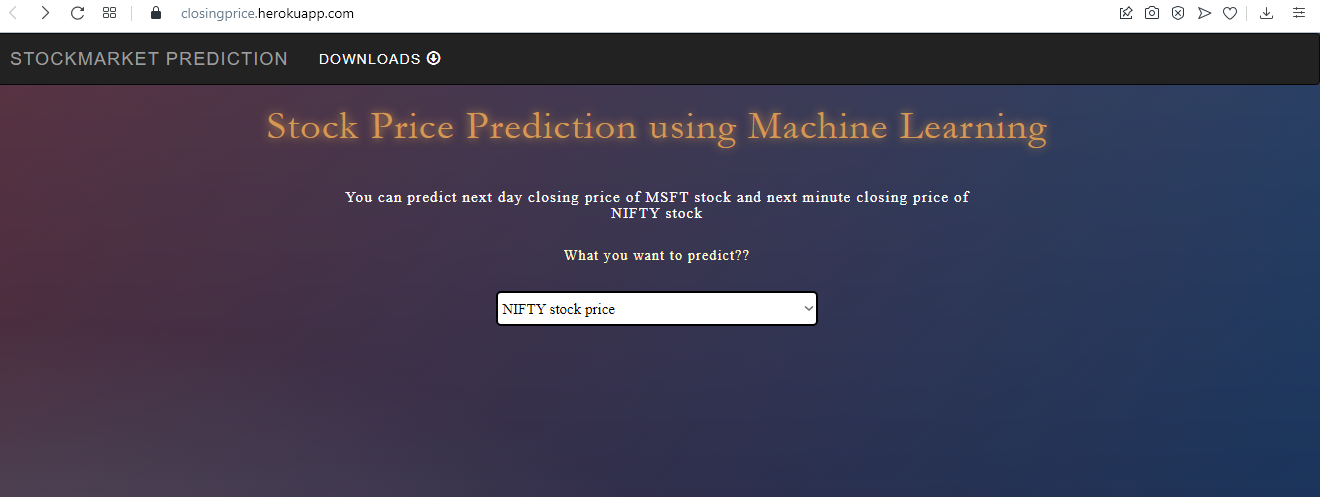 closingprice.herokuapp.com
STOCKMARKET PREDICTION DOWNLOADS
Stock Price Prediction using Machine Learning
You can predict next day closing price of MSFT stock and next minute closing price of
NIFTY stock
What you want to predict??
NIFTY stock price